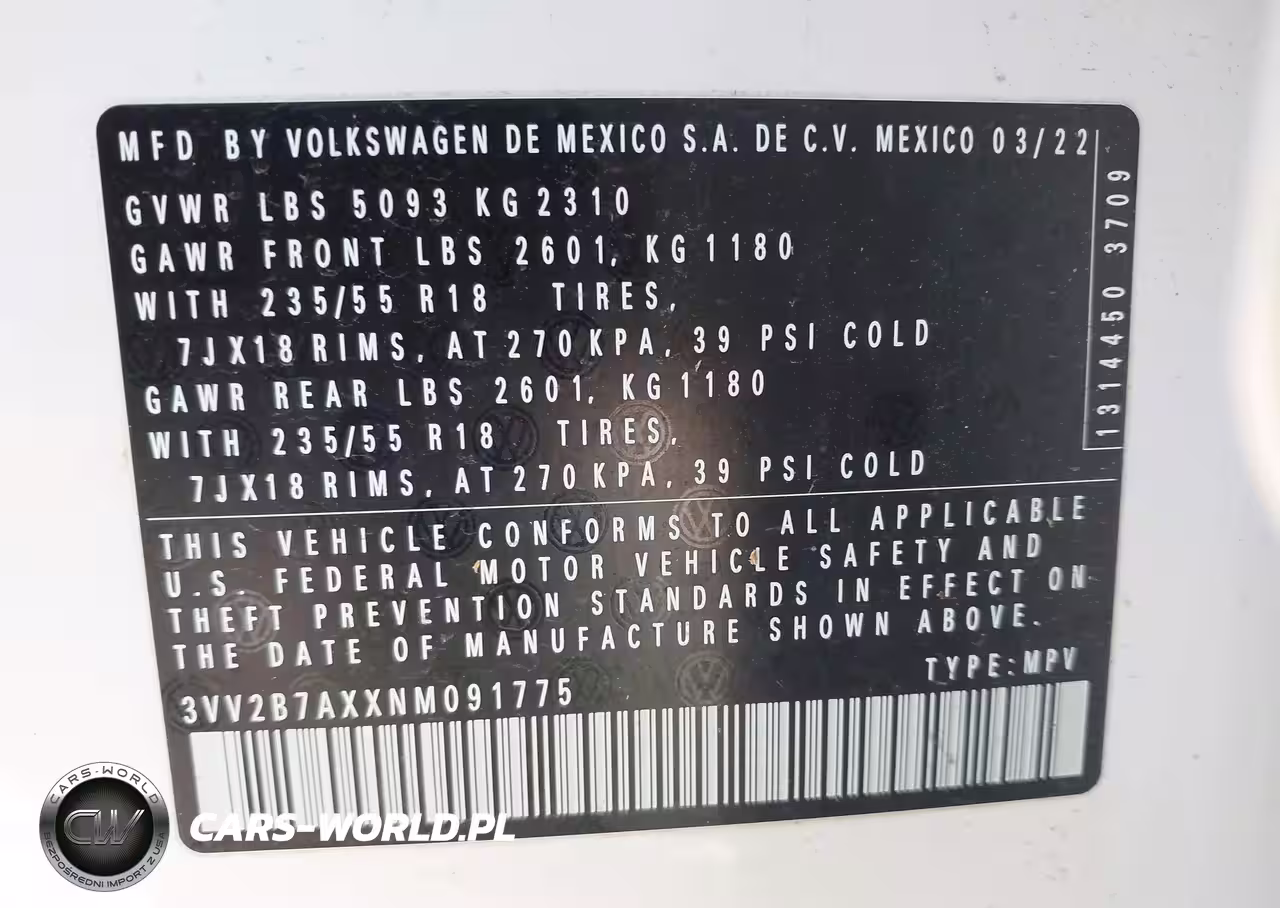 MFD BY VOLKSWAGEN DE MEXICO S.A. DE C.V. MEXICO 03/22
GVWR LBS 5093 KG 2310
GAWR FRONT LBS 2601, KG 1180
WITH 235/55 R18 TIRES,
7JX18 RIMS, AT 270 KPA, 39 PSI COLD
GAWR REAR LBS 2601, KG 1180
WITH 235/55 R18 TIRES,
7JX18 RIMS, AT 270 KPA, 39 PSI COLD
1314450 3709
THIS VEHICLE CONFORMS TO ALL APPLICABLE
U.S. FEDERAL MOTOR VEHICLE SAFETY AND
THEFT PREVENTION STANDARDS IN EFFECT ON
THE DATE OF MANUFACTURE SHOWN ABOVE.
TYPE:MPV
3VV2B7AXXNM091775
CARS-WORLD
CW
BEZPOŚREDNI IMPORT Z USA
CARS-WORLD.PL